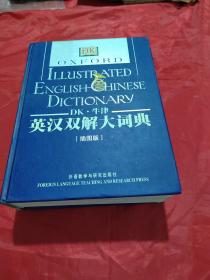 DK
OXFORD
ILLUSTRATED
ENGLISH-CHINESE
DICTIONARY
DK·牛津
英汉双解大词典
[插图版]
外语教学与研究出版社
FOREIGN LANGUAGE TEACHING AND RESEARCH PRESS